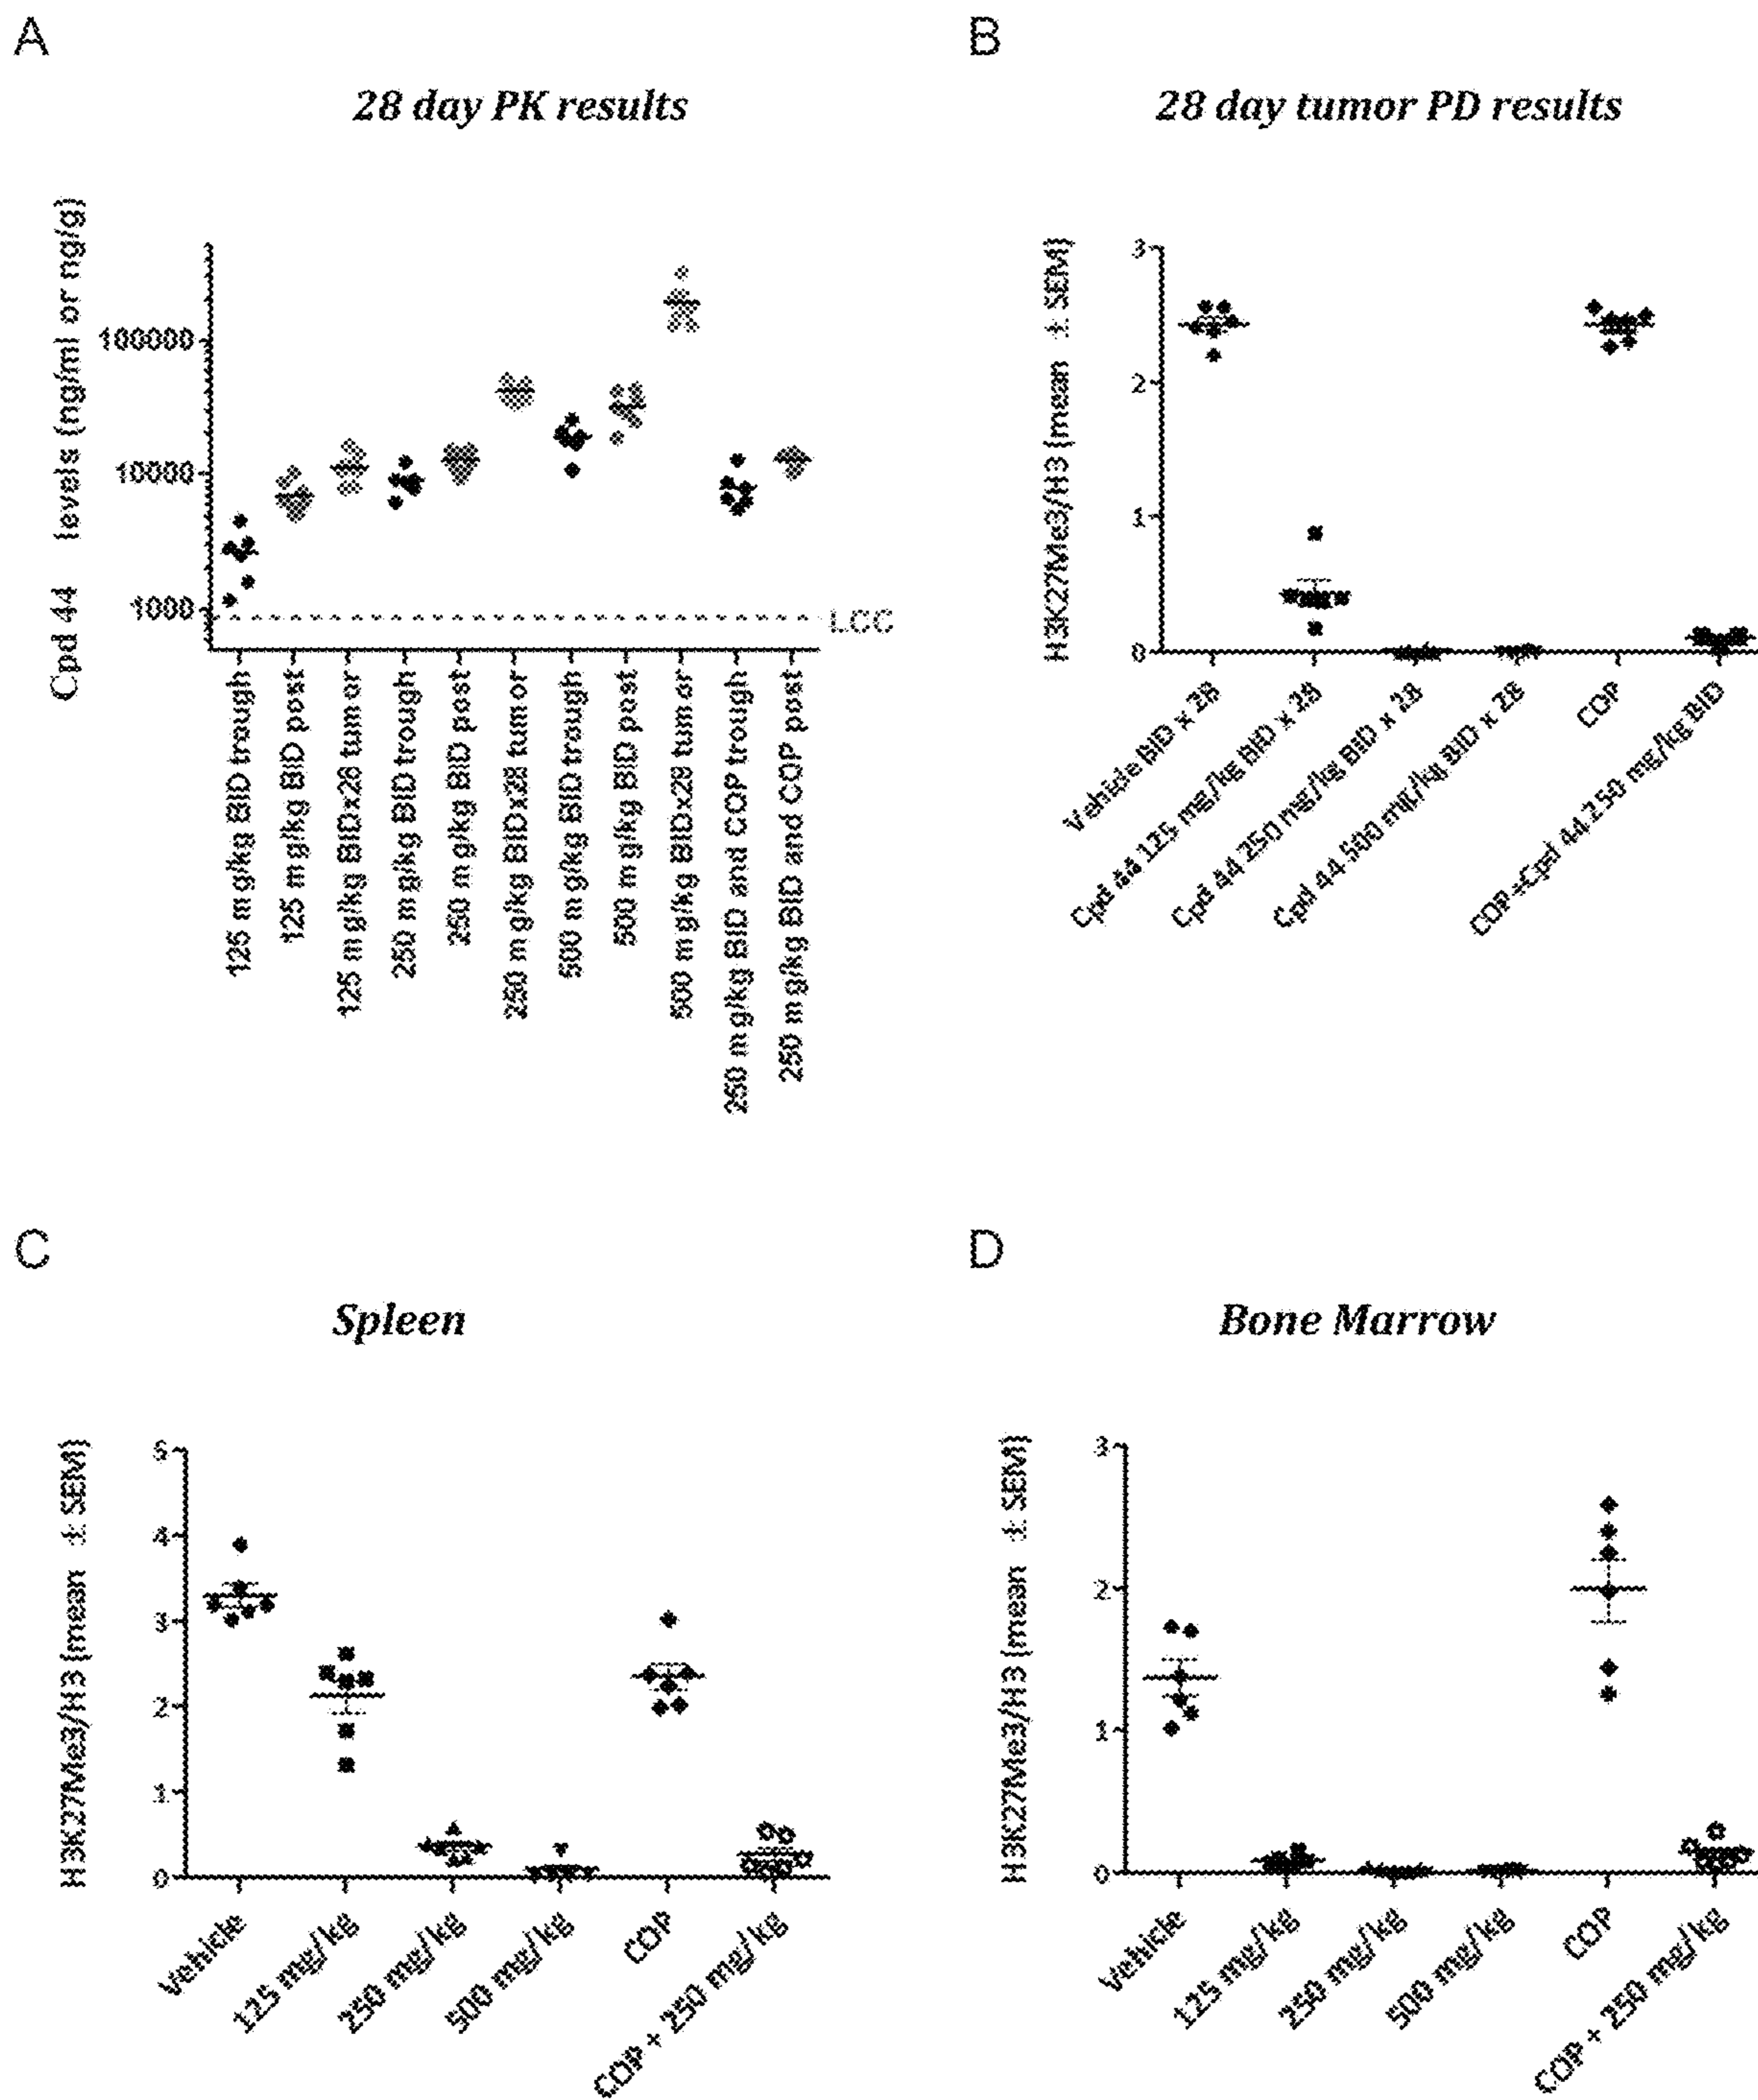 A
28 day PK results
Cpd 44 levels (ng/ml or ng/g)
100000
10000
1000
LCC
125 mg/kg BID trough
125 mg/kg BID post
125 mg/kg BIDx28 tumor
250 mg/kg BID trough
250 mg/kg BID post
250 mg/kg BIDx28 tumor
500 mg/kg BID trough
500 mg/kg BID post
500 mg/kg BIDx28 tumor
250 mg/kg BID and COP trough
250 mg/kg BID and COP post
B
28 day tumor PD results
H3K27Me3/H3 [mean ± SEM]
3
2
1
0
Vehicle BID x 28
Cpd 44 125 mg/kg BID x 28
Cpd 44 250 mg/kg BID x 28
Cpd 44 500 mg/kg BID x 28
COP
COP+Cpd 44 250 mg/kg BID
C
Spleen
H3K27Me3/H3 [mean ± SEM]
5
4
3
2
1
0
Vehicle
125 mg/kg
250 mg/kg
500 mg/kg
COP
COP + 250 mg/kg
D
Bone Marrow
H3K27Me3/H3 [mean ± SEM]
3
2
1
0
Vehicle
125 mg/kg
250 mg/kg
500 mg/kg
COP
COP + 250 mg/kg